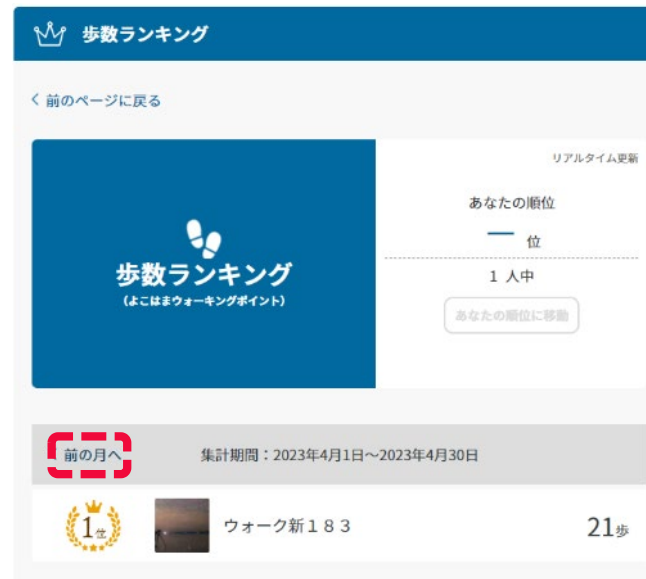 歩数ランキング
前のページに戻る
リアルタイム更新
あなたの順位
歩数ランキング
(よこはまウォーキングポイント)
ー 位
1 人中
あなたの順位に移動
前の月へ 集計期間：2023年4月1日～2023年4月30日
1位 ウォーク新１８３ 21歩